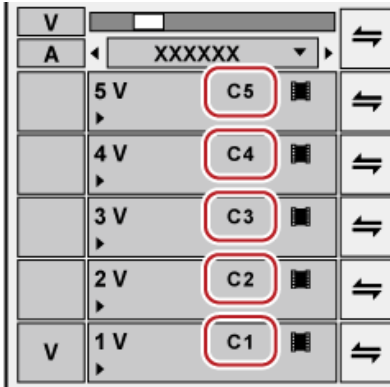 V
A XXXXXX
5 V C5
4 V C4
3 V C3
2 V C2
V 1 V C1